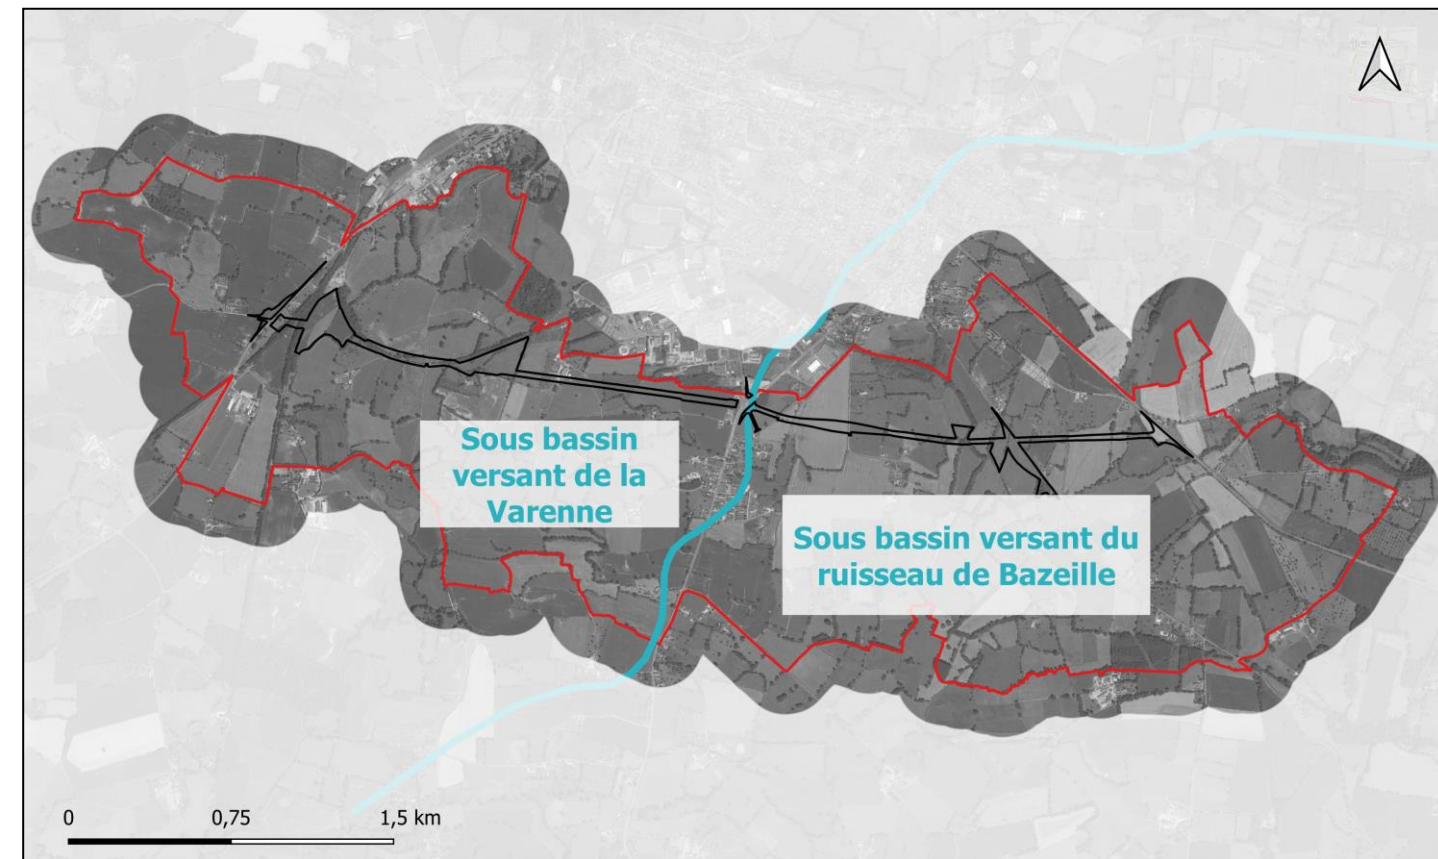 Sous bassin
versant de la
Varenne
Sous bassin versant du
ruisseau de Bazeille
0 0,75 1,5 km